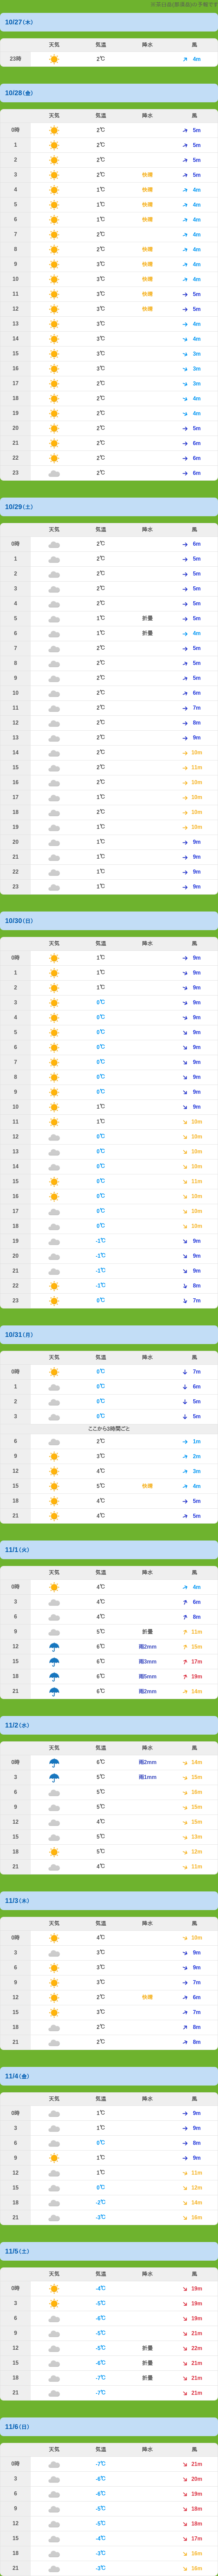 ※茶臼岳(那須岳)の予報です
10/27(木)
天気 気温 降水 風
23時 2℃ 4m
10/28(金)
天気 気温 降水 風
0時 2℃ 5m
1 2℃ 5m
2 2℃ 5m
3 2℃ 快晴 5m
4 1℃ 快晴 4m
5 1℃ 快晴 4m
6 1℃ 快晴 4m
7 2℃ 4m
8 2℃ 快晴 4m
9 3℃ 快晴 4m
10 3℃ 快晴 4m
11 3℃ 快晴 5m
12 3℃ 快晴 5m
13 3℃ 4m
14 3℃ 4m
15 3℃ 3m
16 3℃ 3m
17 2℃ 3m
18 2℃ 4m
19 2℃ 4m
20 2℃ 5m
21 2℃ 6m
22 2℃ 6m
23 2℃ 6m
10/29(土)
天気 気温 降水 風
0時 2℃ 6m
1 2℃ 5m
2 2℃ 5m
3 2℃ 5m
4 2℃ 5m
5 1℃ 折曇 5m
6 1℃ 折曇 4m
7 2℃ 5m
8 2℃ 5m
9 2℃ 5m
10 2℃ 6m
11 2℃ 7m
12 2℃ 8m
13 2℃ 9m
14 2℃ 10m
15 2℃ 11m
16 2℃ 10m
17 1℃ 10m
18 2℃ 10m
19 1℃ 10m
20 1℃ 9m
21 1℃ 9m
22 1℃ 9m
23 1℃ 9m
10/30(日)
天気 気温 降水 風
0時 1℃ 9m
1 1℃ 9m
2 1℃ 9m
3 0℃ 9m
4 0℃ 9m
5 0℃ 9m
6 0℃ 9m
7 0℃ 9m
8 0℃ 9m
9 0℃ 9m
10 1℃ 9m
11 1℃ 10m
12 0℃ 10m
13 0℃ 10m
14 0℃ 10m
15 0℃ 11m
16 0℃ 10m
17 0℃ 10m
18 0℃ 10m
19 -1℃ 9m
20 -1℃ 9m
21 -1℃ 9m
22 -1℃ 8m
23 0℃ 7m
10/31(月)
天気 気温 降水 風
0時 0℃ 7m
1 0℃ 6m
2 0℃ 5m
3 0℃ 5m
ここから3時間ごと
6 2℃ 1m
9 3℃ 2m
12 4℃ 3m
15 5℃ 快晴 4m
18 4℃ 5m
21 4℃ 5m
11/1(火)
天気 気温 降水 風
0時 4℃ 4m
3 4℃ 6m
6 4℃ 8m
9 5℃ 折曇 11m
12 6℃ 雨2mm 15m
15 6℃ 雨3mm 17m
18 6℃ 雨5mm 19m
21 6℃ 雨2mm 14m
11/2(水)
天気 気温 降水 風
0時 6℃ 雨2mm 14m
3 5℃ 雨1mm 15m
6 5℃ 16m
9 5℃ 15m
12 4℃ 15m
15 5℃ 13m
18 5℃ 12m
21 4℃ 11m
11/3(木)
天気 気温 降水 風
0時 4℃ 10m
3 3℃ 9m
6 3℃ 9m
9 3℃ 7m
12 2℃ 快晴 6m
15 3℃ 7m
18 2℃ 8m
21 2℃ 8m
11/4(金)
天気 気温 降水 風
0時 1℃ 9m
3 1℃ 9m
6 0℃ 8m
9 1℃ 9m
12 1℃ 11m
15 0℃ 12m
18 -2℃ 14m
21 -3℃ 16m
11/5(土)
天気 気温 降水 風
0時 -4℃ 19m
3 -5℃ 19m
6 -6℃ 19m
9 -5℃ 21m
12 -5℃ 折曇 22m
15 -6℃ 折曇 21m
18 -7℃ 折曇 21m
21 -7℃ 21m
11/6(日)
天気 気温 降水 風
0時 -7℃ 21m
3 -6℃ 20m
6 -6℃ 19m
9 -5℃ 18m
12 -5℃ 18m
15 -4℃ 17m
18 -3℃ 16m
21 -3℃ 16m